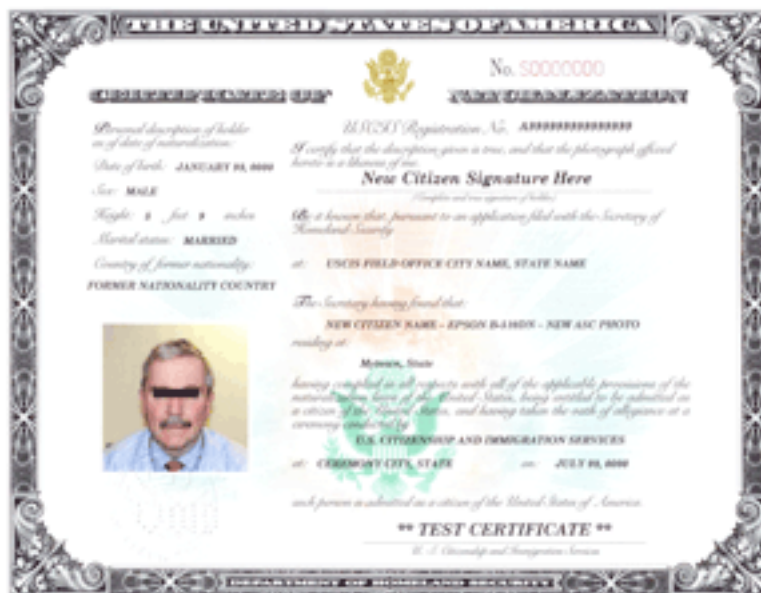 THE UNITED STATES OF AMERICA
No. S0000000
CERTIFICATE OF NATURALIZATION
Personal description of holder
as of date of naturalization:
Date of birth: JANUARY 00, 0000
Sex: MALE
Height: 5 feet 9 inches
Marital status: MARRIED
Country of former nationality:
FORMER NATIONALITY COUNTRY
USCIS Registration No.
I certify that the description given is true, and that the photograph affixed
hereto is a likeness of me.
New Citizen Signature Here
(Complete and true signature of holder)
Be it known that, pursuant to an application filed with the Secretary of
Homeland Security
at: USCIS FIELD OFFICE CITY NAME, STATE NAME
The Secretary having found that:
NEW CITIZEN NAME – EPSON – NEW ASC PHOTO
residing at:
State
having complied in all respects with all of the applicable provisions of the
naturalization laws of the United States, being entitled to be admitted as
a citizen of the United States, and having taken the oath of allegiance at a
ceremony conducted by
U.S. CITIZENSHIP AND IMMIGRATION SERVICES
at: CEREMONY CITY, STATE on: JULY 00, 0000
such person is admitted as a citizen of the United States of America.
** TEST CERTIFICATE **
U. S. Citizenship and Immigration Services
DEPARTMENT OF HOMELAND SECURITY